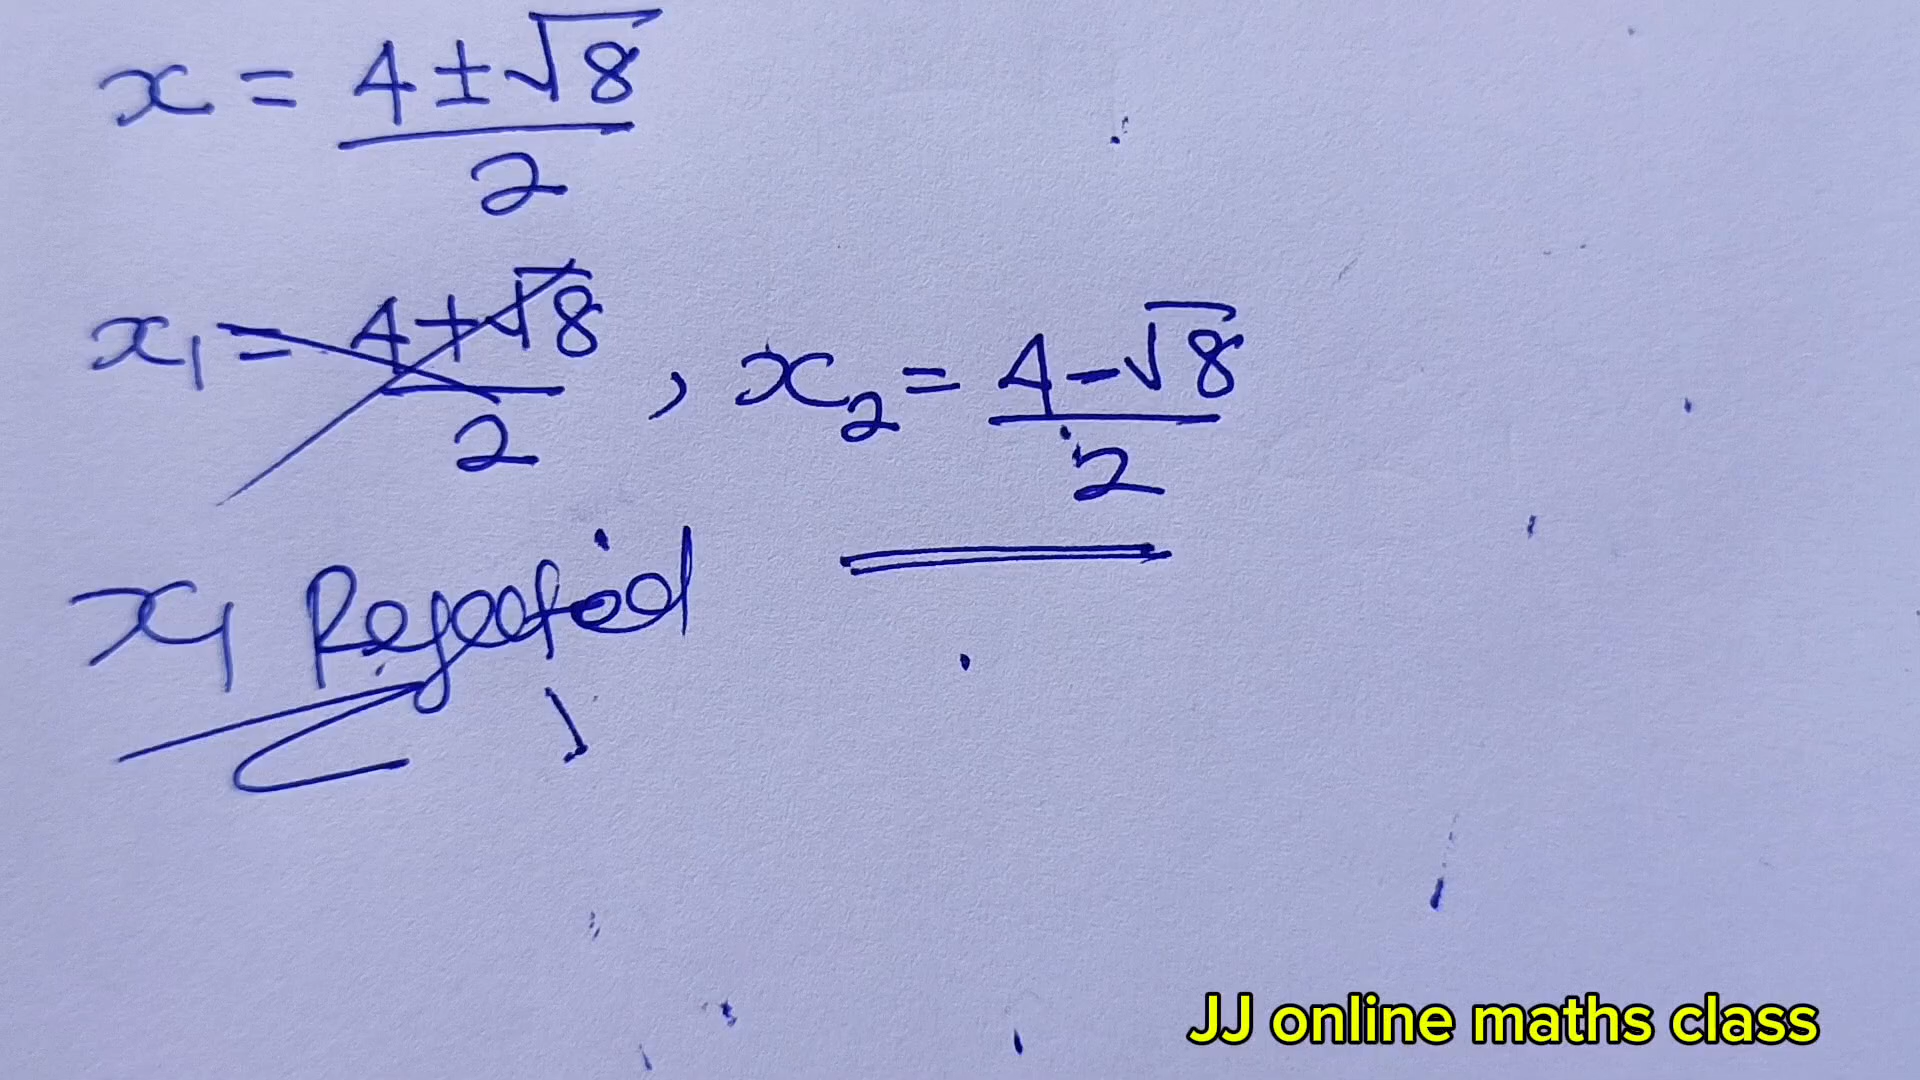 x = 4±√8
2
x₁ = 4+√8 , x₂ = 4-√8
2 2
x₁ Rejected
JJ online maths class